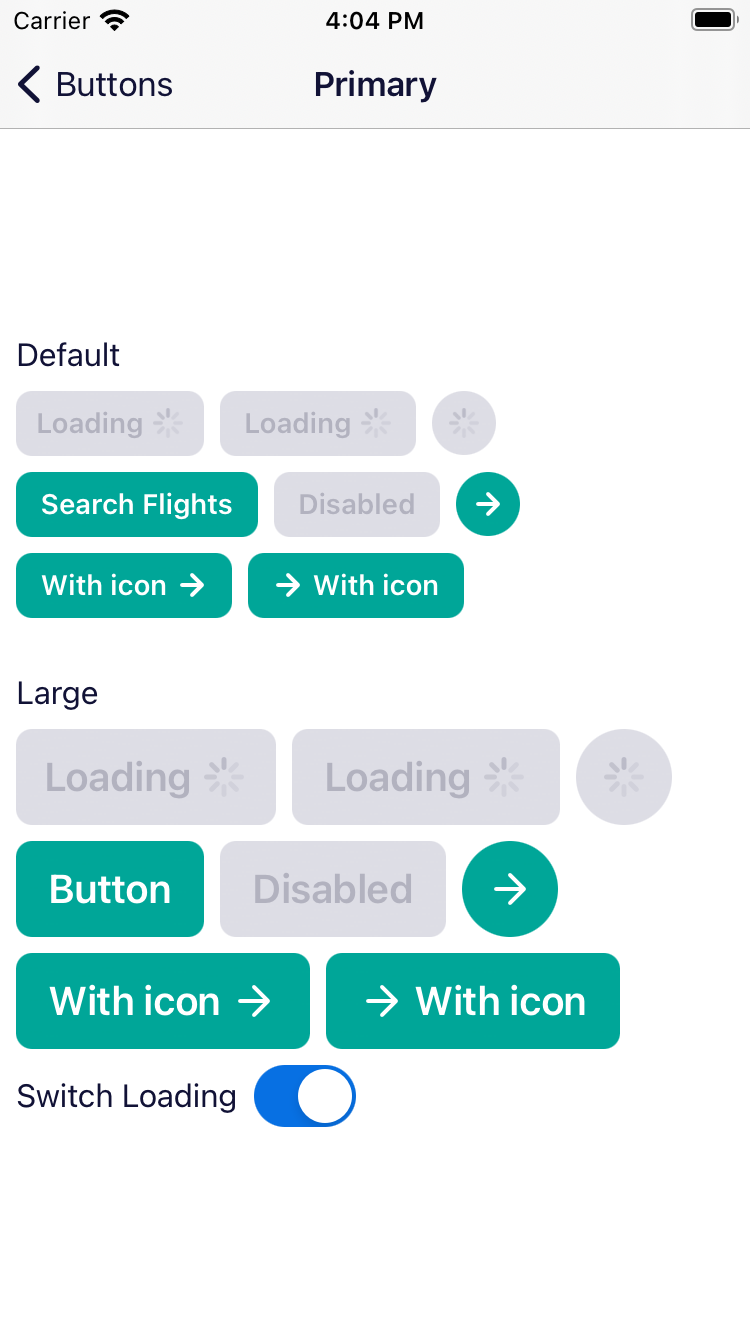 Carrier 4:04 PM
Buttons Primary
Default
Loading Loading
Search Flights Disabled
With icon With icon
Large
Loading Loading
Button Disabled
With icon With icon
Switch Loading